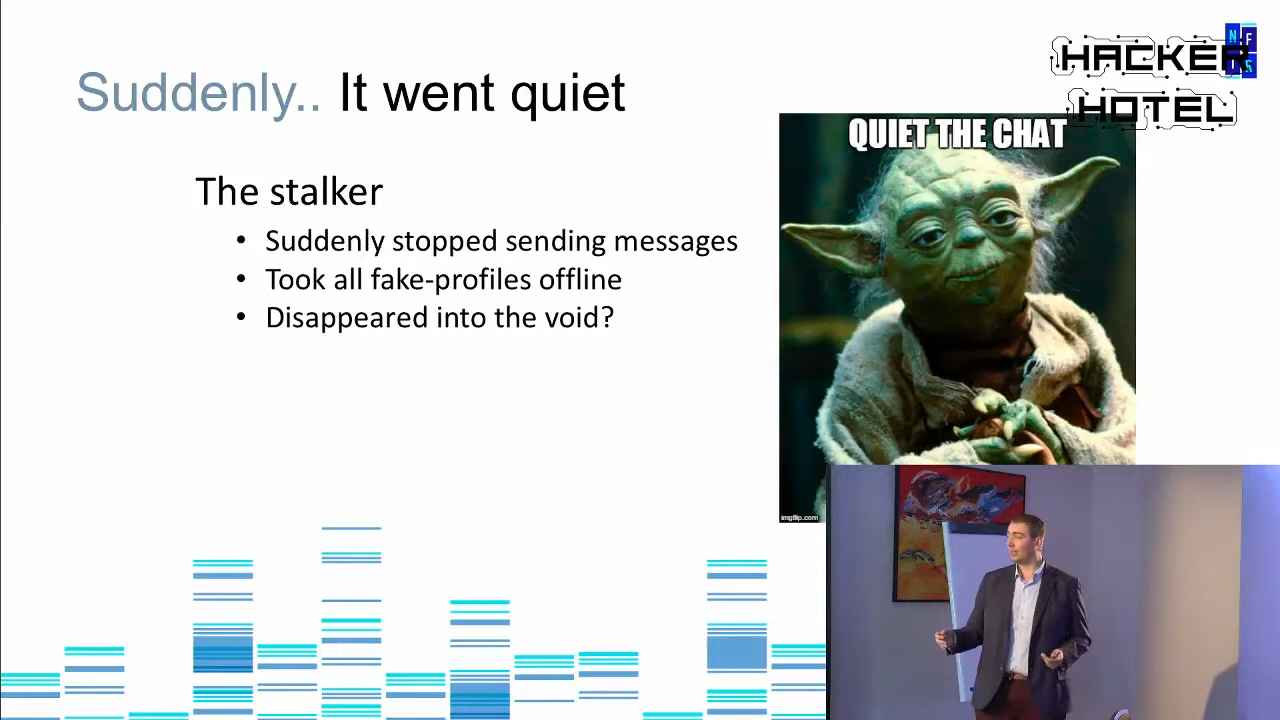 Suddenly.. It went quiet
HACKER
HOTEL
N F
I S
QUIET THE CHAT
The stalker
• Suddenly stopped sending messages
• Took all fake-profiles offline
• Disappeared into the void?
imgflip.com